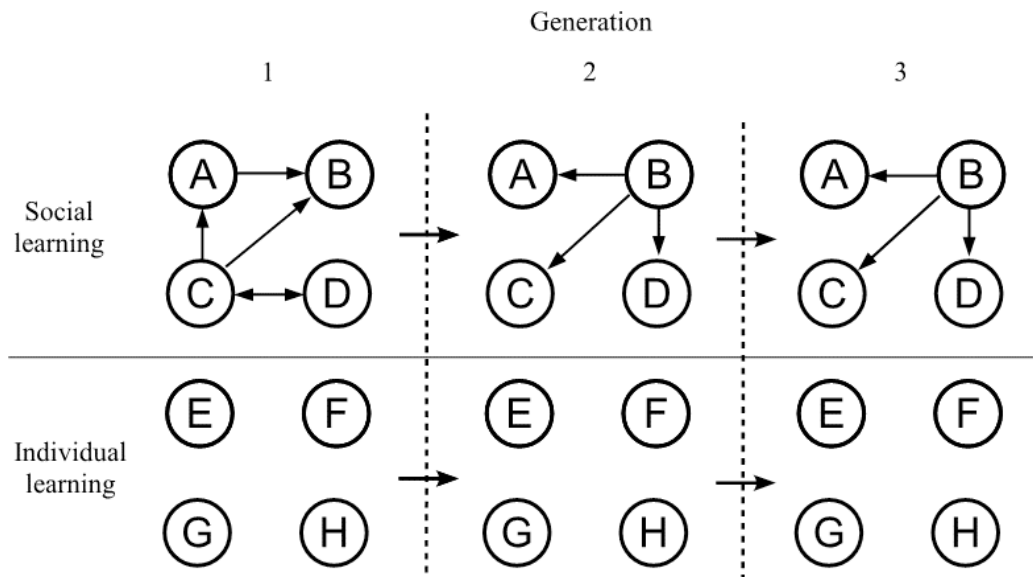 Generation
1 2 3
A B A B A B
Social
learning
C D C D C D
E F E F E F
Individual
learning
G H G H G H